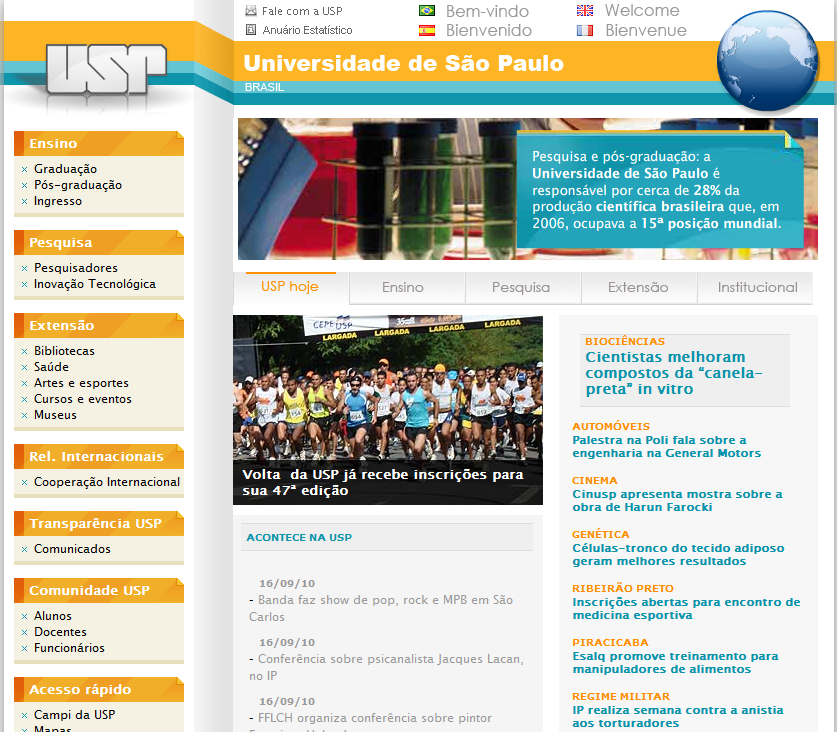 Fale com a USP
Anuário Estatístico
Bem-vindo
Bienvenido
Welcome
Bienvenue
USP
Universidade de São Paulo
BRASIL
Ensino
Graduação
Pós-graduação
Ingresso
Pesquisa
Pesquisadores
Inovação Tecnológica
Extensão
Bibliotecas
Saúde
Artes e esportes
Cursos e eventos
Museus
Rel. Internacionais
Cooperação Internacional
Transparência USP
Comunicados
Comunidade USP
Alunos
Docentes
Funcionários
Acesso rápido
Campi da USP
Mapas
Pesquisa e pós-graduação: a
Universidade de São Paulo é
responsável por cerca de 28% da
produção científica brasileira que, em
2006, ocupava a 15ª posição mundial.
USP hoje
Ensino
Pesquisa
Extensão
Institucional
CEPEUSP
LARGADA LARGADA LARGADA LARGADA
Volta da USP já recebe inscrições para
sua 47ª edição
ACONTECE NA USP
16/09/10
- Banda faz show de pop, rock e MPB em São
Carlos
16/09/10
- Conferência sobre psicanalista Jacques Lacan,
no IP
16/09/10
- FFLCH organiza conferência sobre pintor
BIOCIÊNCIAS
Cientistas melhoram
compostos da “canela-
preta” in vitro
AUTOMÓVEIS
Palestra na Poli fala sobre a
engenharia na General Motors
CINEMA
Cinusp apresenta mostra sobre a
obra de Harun Farocki
GENÉTICA
Células-tronco do tecido adiposo
geram melhores resultados
RIBEIRÃO PRETO
Inscrições abertas para encontro de
medicina esportiva
PIRACICABA
Esalq promove treinamento para
manipuladores de alimentos
REGIME MILITAR
IP realiza semana contra a anistia
aos torturadores